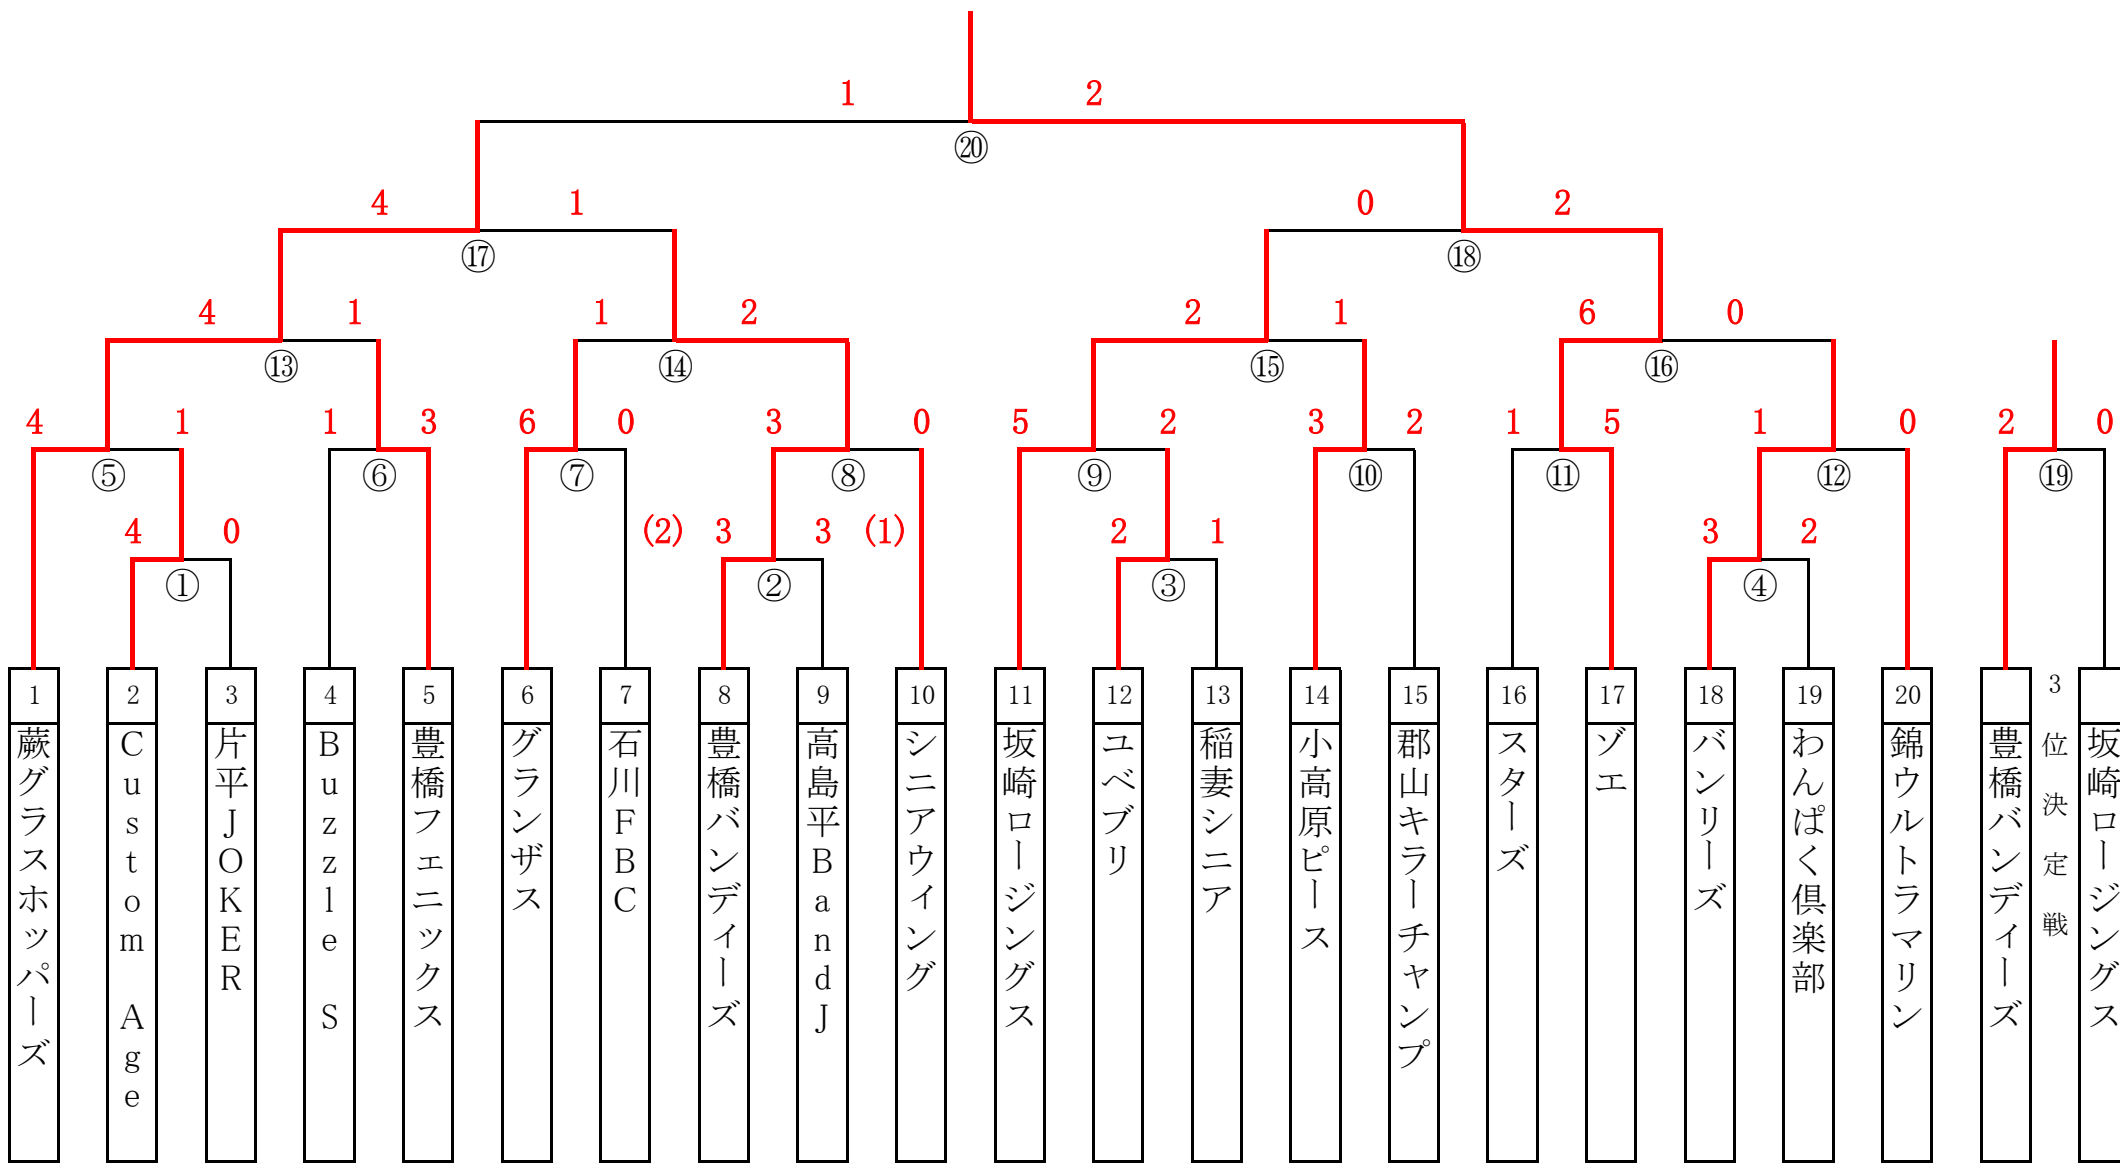 1 2
⑳
4 1 0 2
⑰ ⑱
4 1 1 2 2 1 6 0
⑬ ⑭ ⑮ ⑯
4 1 1 3 6 0 3 0 5 2 3 2 1 5 1 0 2 0
⑤ ⑥ ⑦ ⑧ ⑨ ⑩ ⑪ ⑫ ⑲
4 0 (2) 3 3 (1) 2 1 3 2
① ② ③ ④
1 2 3 4 5 6 7 8 9 10 11 12 13 14 15 16 17 18 19 20
蕨グラスホッパーズ
Custom Age
片平JOKER
Buzzle S
豊橋フェニックス
グランザス
石川FBC
豊橋バンディーズ
高島平BandJ
シニアウィング
坂崎ロージングス
ユベブリ
稲妻シニア
小高原ピース
郡山キラーチャンプ
スターズ
ゾエ
バンリーズ
わんぱく倶楽部
錦ウルトラマリン
豊橋バンディーズ
3位決定戦
坂崎ロージングス